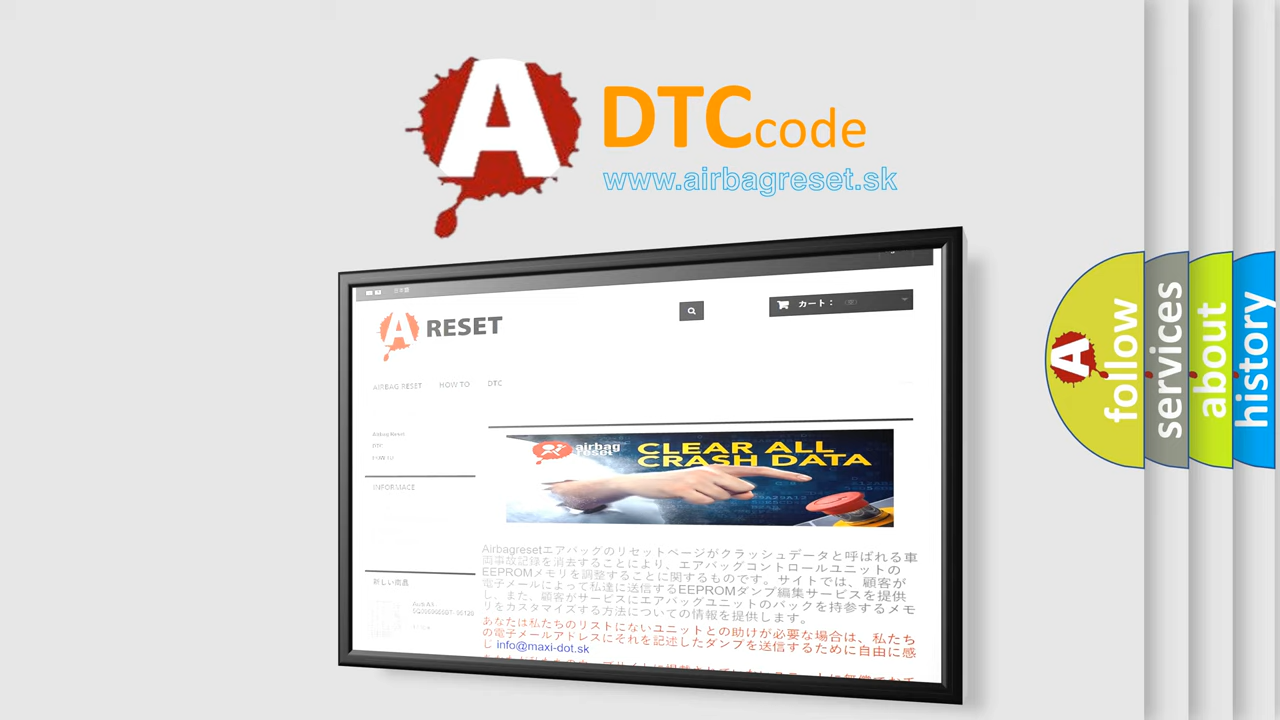 A
DTCcode
www.airbagreset.sk
日本語
A RESET
カート：
AIRBAG RESET
HOW TO
DTC
Airbag Reset
DTC
HOW TO
INFORMACE
airbag
reset
CLEAR ALL
CRASH DATA
Airbagresetエアバッグのリセットページがクラッシュデータと呼ばれる車
両事故記録を消去することにより、エアバッグコントロールユニットの
EEPROMメモリを調整することに関するものです。サイトでは、顧客が
電子メールによって私達に送信するEEPROMダンプ編集サービスを提供
し、また、顧客がサービスにエアバッグユニットのバックを持参するメモ
リをカスタマイズする方法についての情報を提供します。
あなたは私たちのリストにないユニットとの助けが必要な場合は、私たち
の電子メールアドレスにそれを記述したダンプを送信するために自由に感
じ info@maxi-dot.sk
A
follow
services
about
history